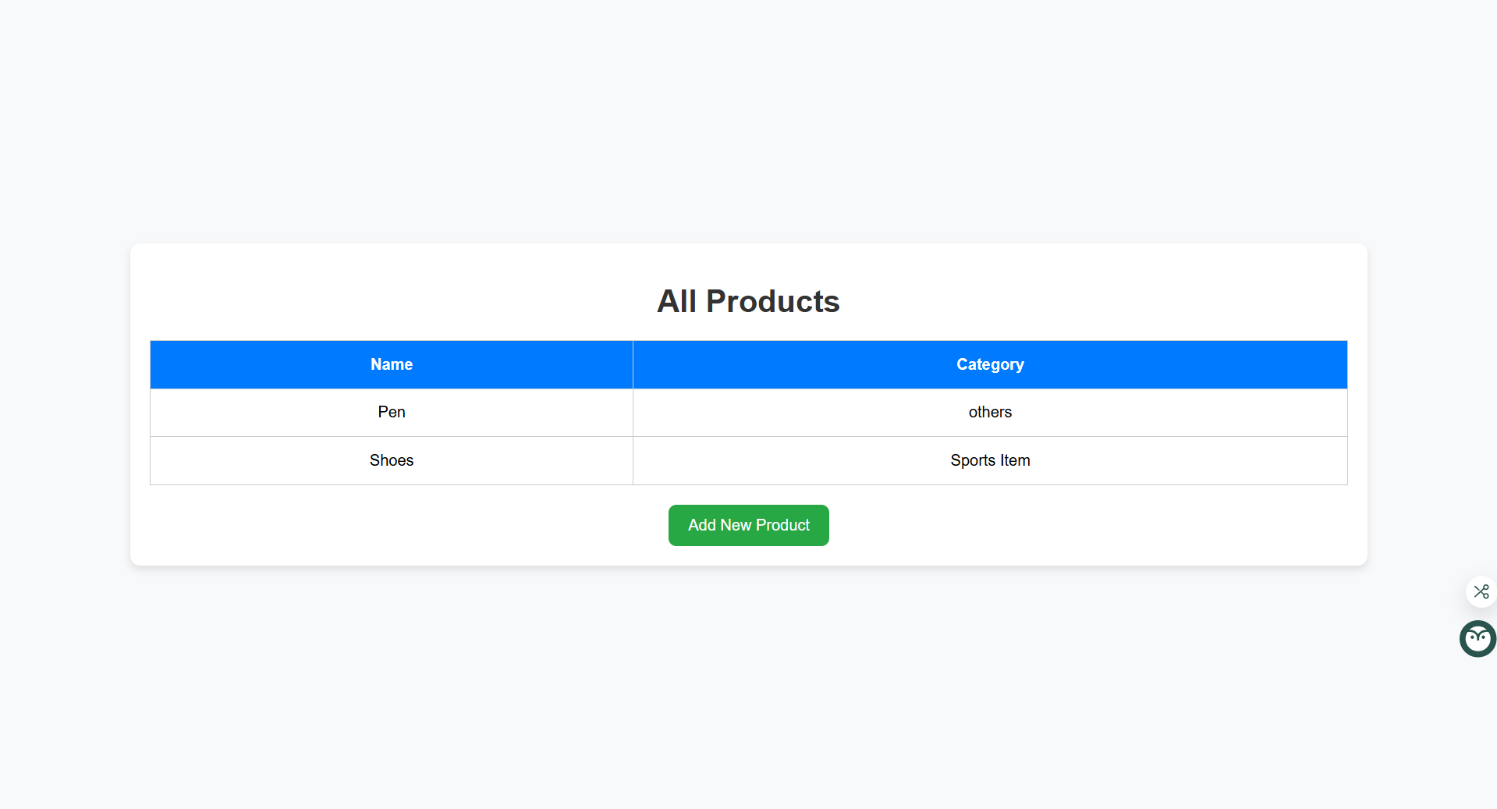 All Products
Name Category
Pen others
Shoes Sports Item
Add New Product